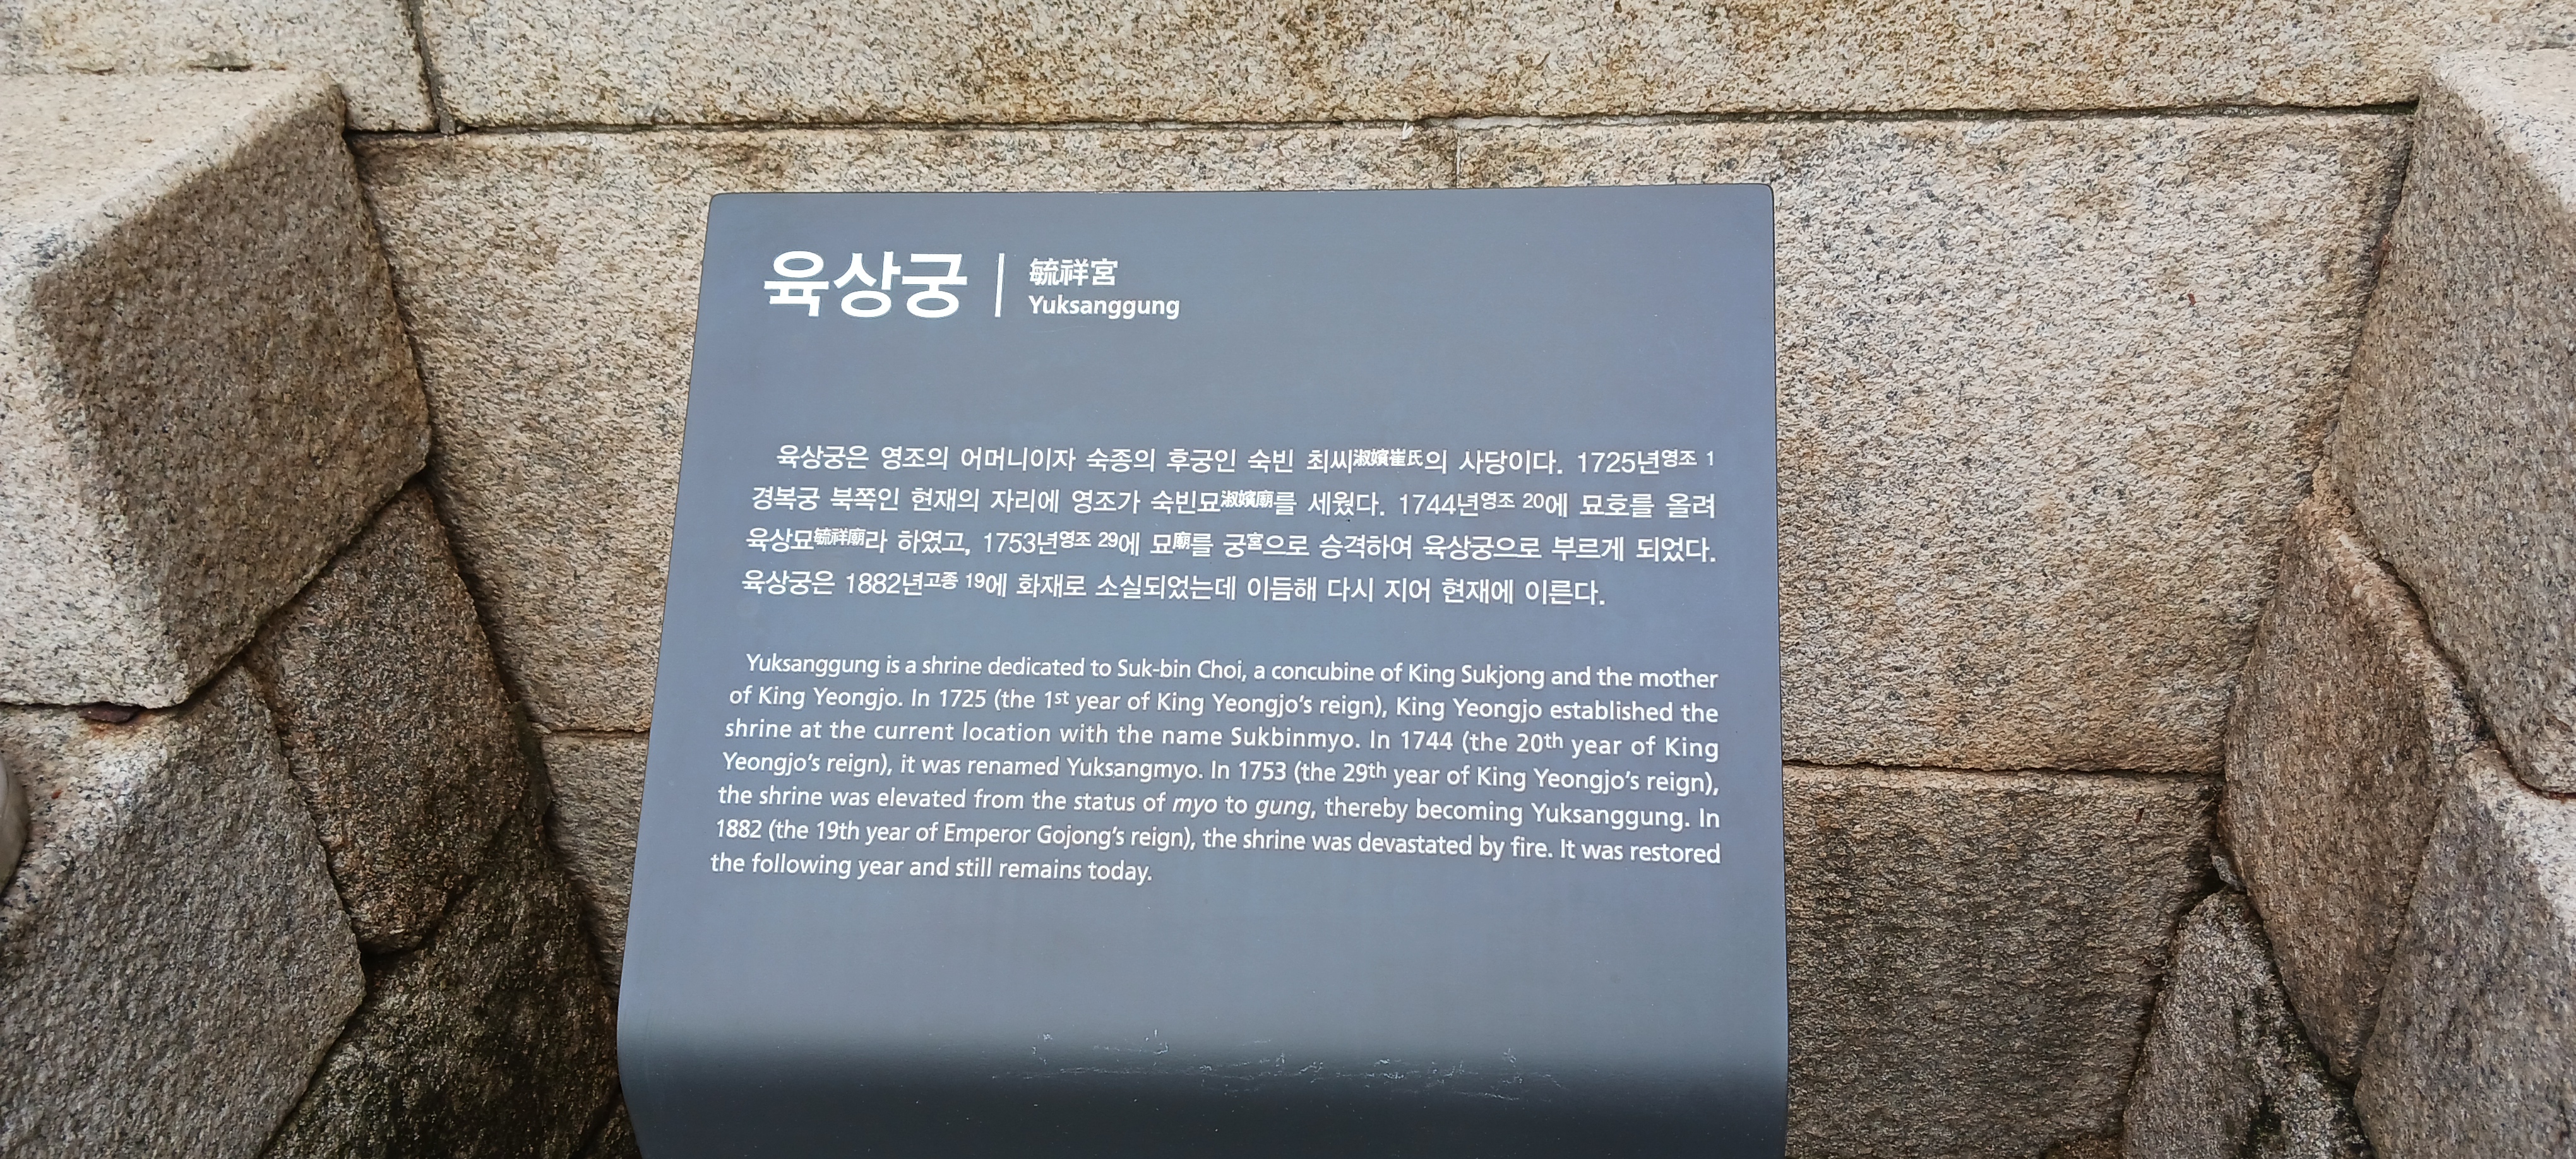 육상궁
毓祥宮
Yuksanggung
육상궁은 영조의 어머니이자 숙종의 후궁인 숙빈 최씨淑嬪崔氏의 사당이다. 1725년영조 1
경복궁 북쪽인 현재의 자리에 영조가 숙빈묘淑嬪廟를 세웠다. 1744년영조 20에 묘호를 올려
육상묘毓祥廟라 하였고, 1753년영조 29에 묘廟를 궁宮으로 승격하여 육상궁으로 부르게 되었다.
육상궁은 1882년고종 19에 화재로 소실되었는데 이듬해 다시 지어 현재에 이른다.
Yuksanggung is a shrine dedicated to Suk-bin Choi, a concubine of King Sukjong and the mother
of King Yeongjo. In 1725 (the 1st year of King Yeongjo's reign), King Yeongjo established the
shrine at the current location with the name Sukbinmyo. In 1744 (the 20th year of King
Yeongjo's reign), it was renamed Yuksangmyo. In 1753 (the 29th year of King Yeongjo's reign),
the shrine was elevated from the status of myo to gung, thereby becoming Yuksanggung. In
1882 (the 19th year of Emperor Gojong's reign), the shrine was devastated by fire. It was restored
the following year and still remains today.